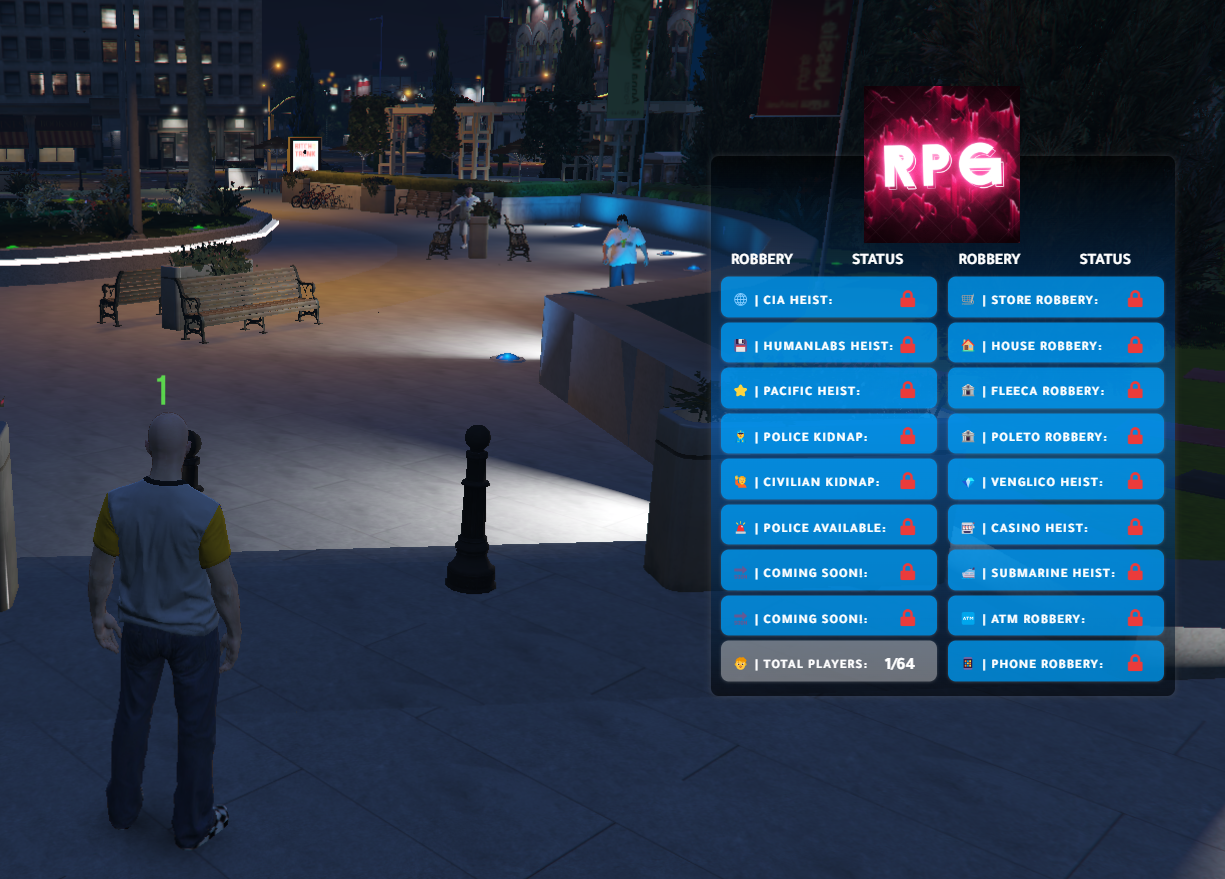 RPG
ROBBERY STATUS ROBBERY STATUS
| CIA HEIST: | STORE ROBBERY:
| HUMANLABS HEIST: | HOUSE ROBBERY:
| PACIFIC HEIST: | FLEECA ROBBERY:
| POLICE KIDNAP: | POLETO ROBBERY:
| CIVILIAN KIDNAP: | VENGLICO HEIST:
| POLICE AVAILABLE: | CASINO HEIST:
| COMING SOON!: | SUBMARINE HEIST:
| COMING SOON!: ATM | ATM ROBBERY:
| TOTAL PLAYERS: 1/64 | PHONE ROBBERY:
1